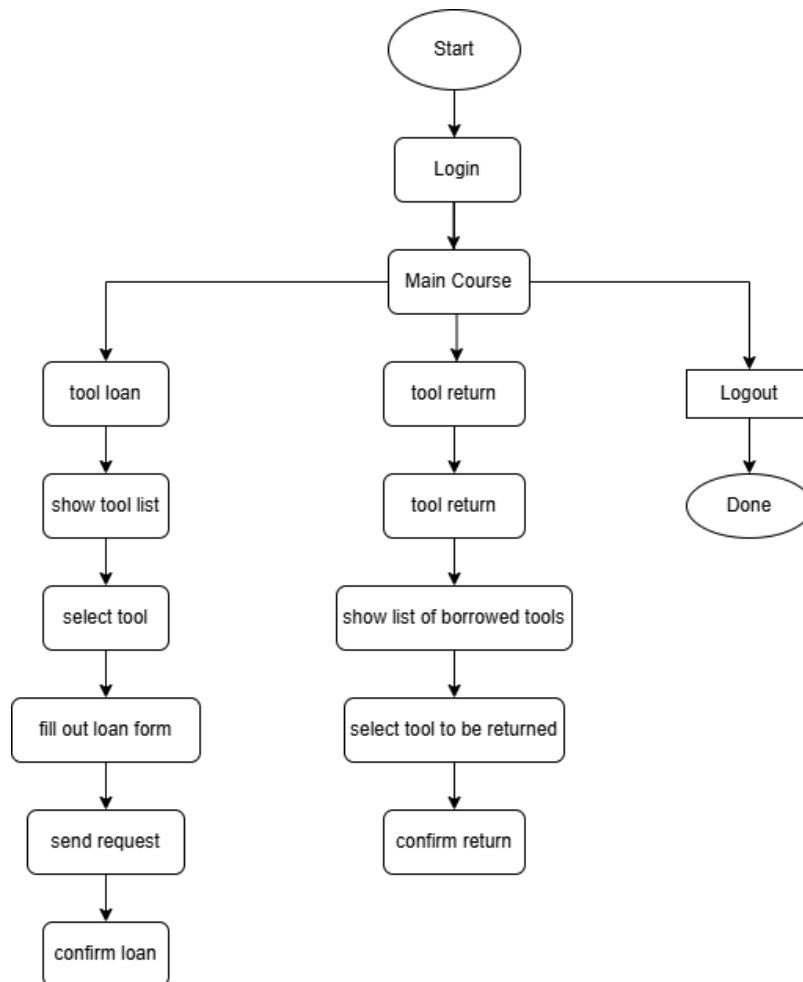 Start
Login
Main Course
tool loan
tool return
Logout
show tool list
tool return
Done
select tool
show list of borrowed tools
fill out loan form
select tool to be returned
send request
confirm return
confirm loan